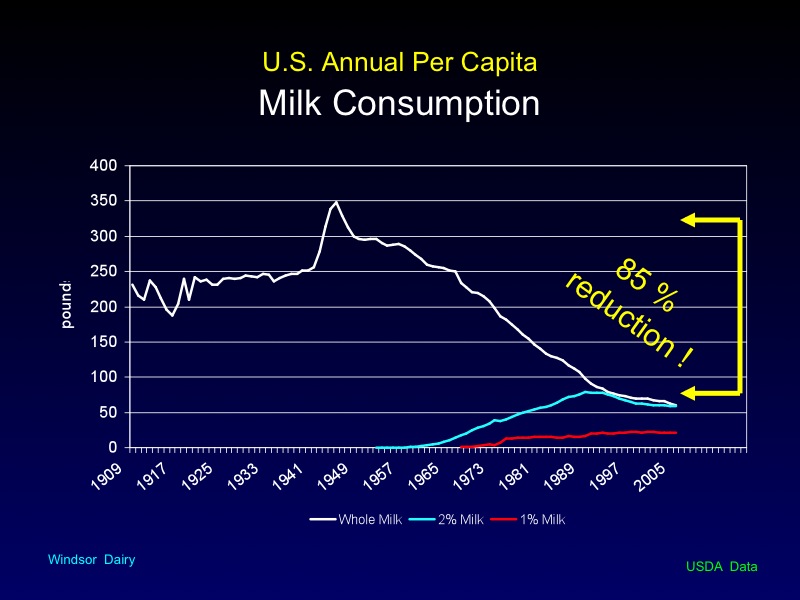 U.S. Annual Per Capita
Milk Consumption
400
350
300
250
200
150
100
50
0
pounds
85 %
reduction !
1909 1917 1925 1933 1941 1949 1957 1965 1973 1981 1989 1997 2005
Whole Milk 2% Milk 1% Milk
Windsor Dairy
USDA Data